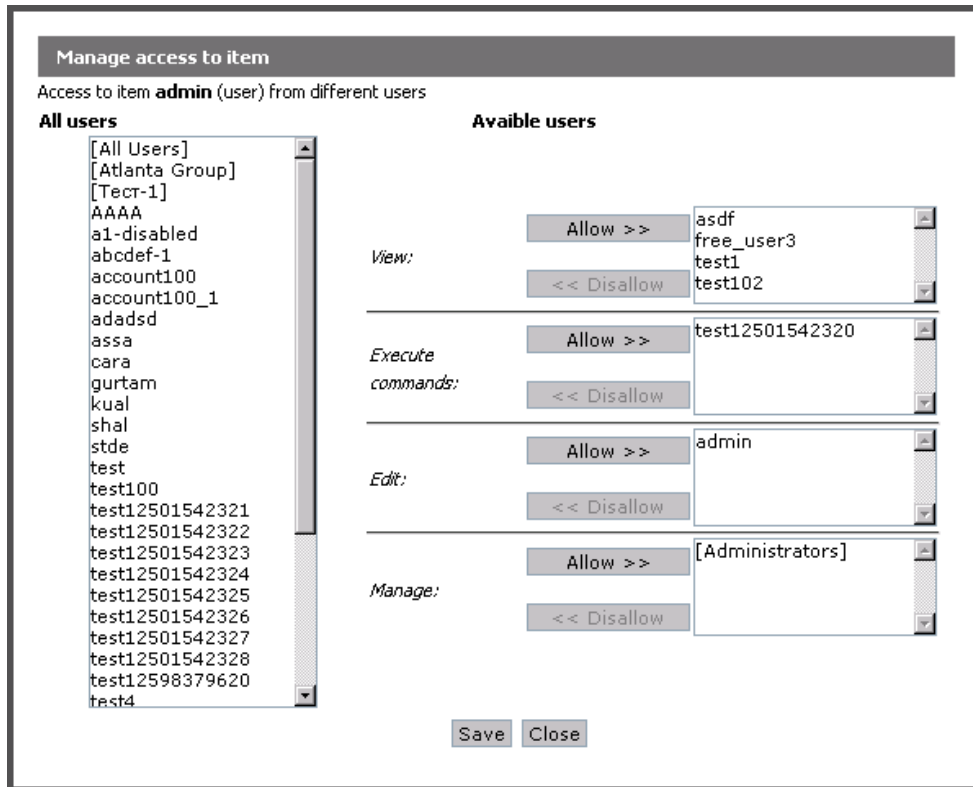 Manage access to item
Access to item admin (user) from different users
All users
Avaible users
[All Users]
[Atlanta Group]
[Тест-1]
AAAA
a1-disabled
abcdef-1
account100
account100_1
adadsd
assa
cara
gurtam
kual
shal
stde
test
test100
test12501542321
test12501542322
test12501542323
test12501542324
test12501542325
test12501542326
test12501542327
test12501542328
test12598379620
test4
View:
Allow >>
<< Disallow
asdf
free_user3
test1
test102
Execute
commands:
Allow >>
<< Disallow
test12501542320
Edit:
Allow >>
<< Disallow
admin
Manage:
Allow >>
<< Disallow
[Administrators]
Save
Close